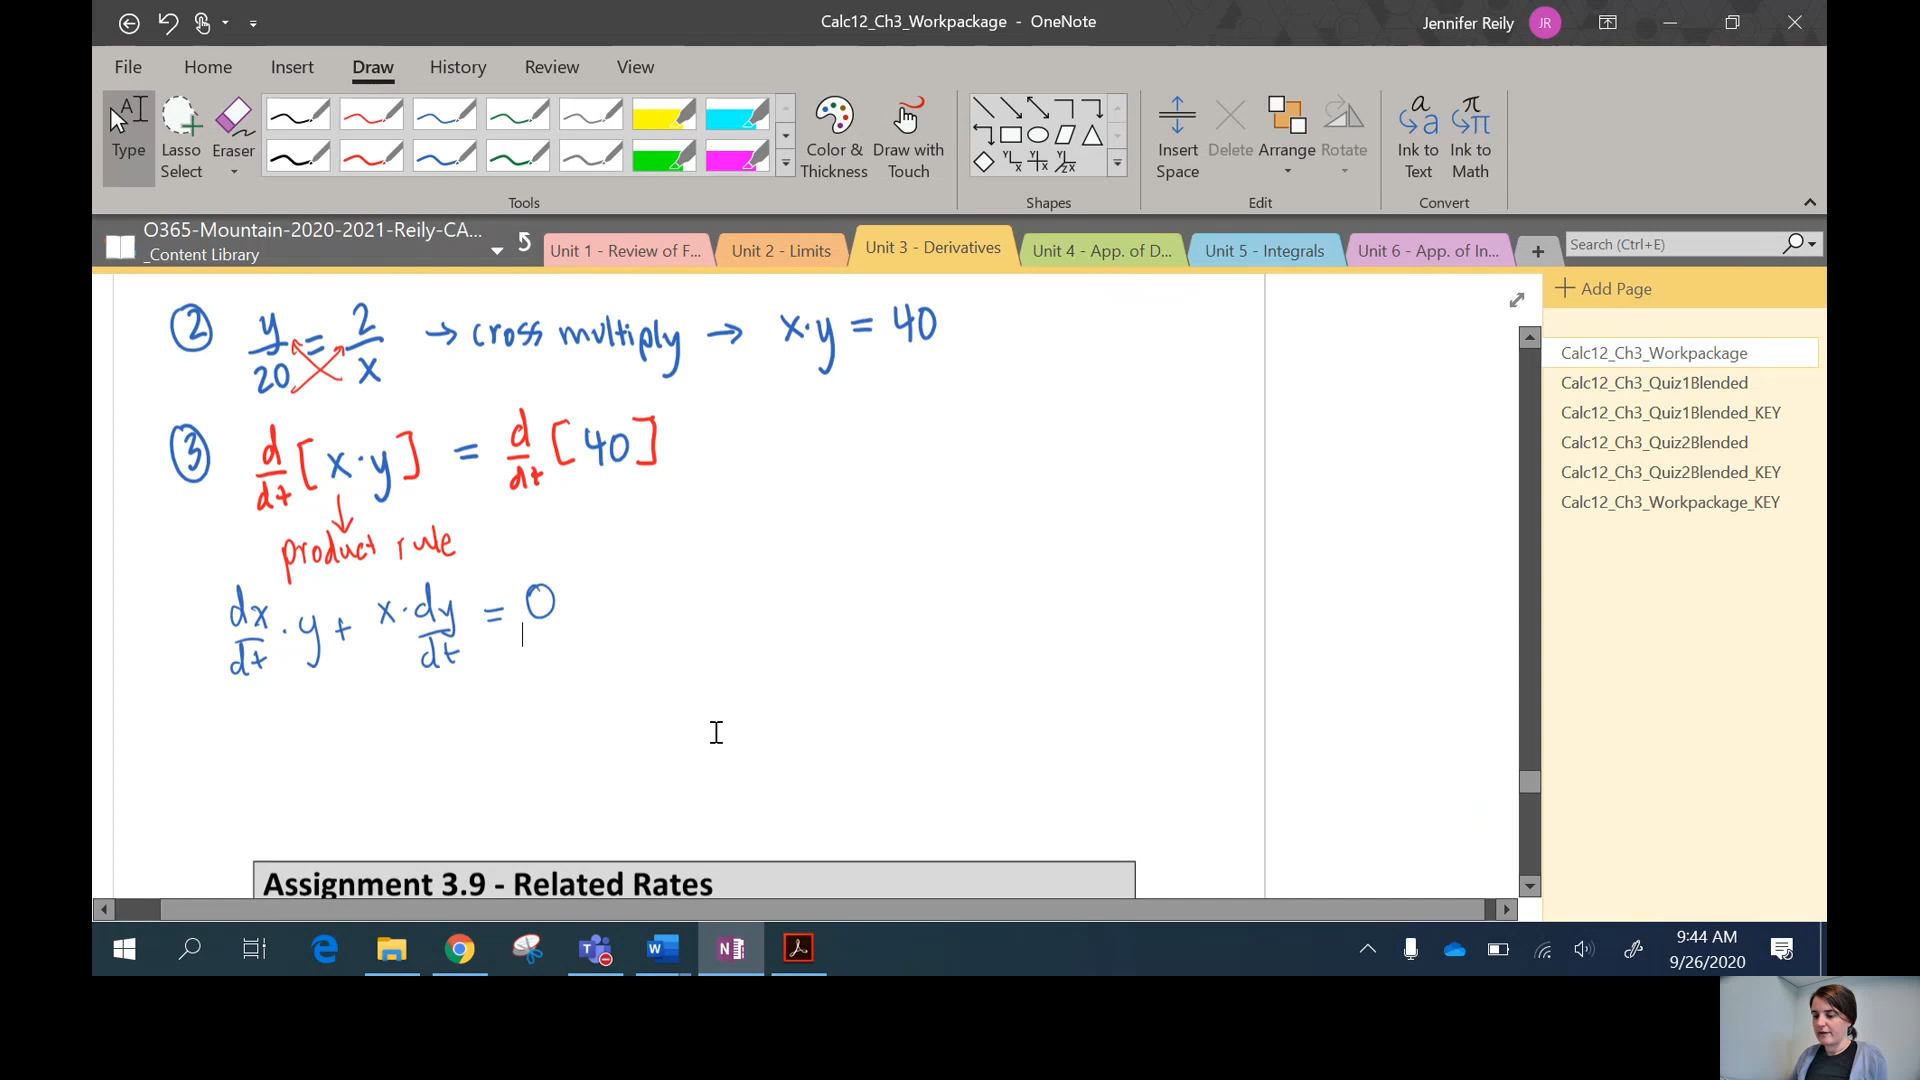 Calc12_Ch3_Workpackage - OneNote
Jennifer Reily JR
File Home Insert Draw History Review View
Type
Lasso Select
Eraser
Color & Thickness
Draw with Touch
Insert Space
Delete
Arrange
Rotate
Ink to Text
Ink to Math
Tools Shapes Edit Convert
O365-Mountain-2020-2021-Reily-CA...
_Content Library
Unit 1 - Review of F... Unit 2 - Limits Unit 3 - Derivatives Unit 4 - App. of D... Unit 5 - Integrals Unit 6 - App. of In... +
Search (Ctrl+E)
Add Page
Calc12_Ch3_Workpackage
Calc12_Ch3_Quiz1Blended
Calc12_Ch3_Quiz1Blended_KEY
Calc12_Ch3_Quiz2Blended
Calc12_Ch3_Quiz2Blended_KEY
Calc12_Ch3_Workpackage_KEY
② y/20 = 2/x → cross multiply → x·y = 40
③ d/dt [x·y] = d/dt [40]
↓
product rule
dx/dt · y + x · dy/dt = 0
Assignment 3.9 - Related Rates
9:44 AM
9/26/2020